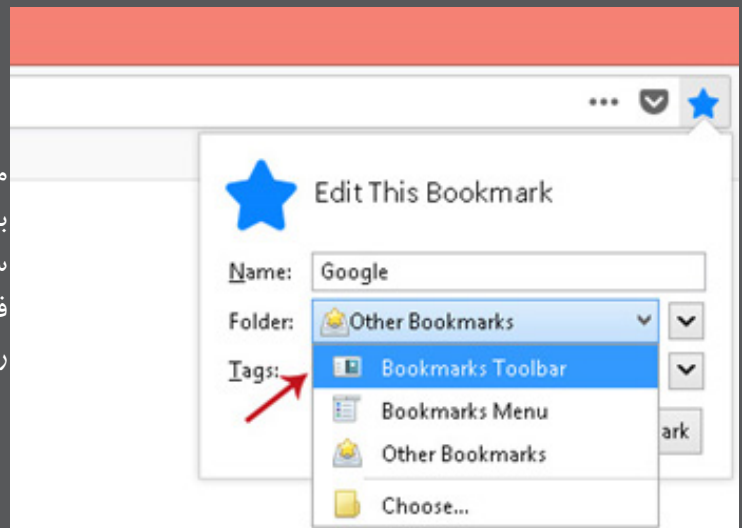 Edit This Bookmark
Name: Google
Folder: Other Bookmarks
Tags:
Bookmarks Toolbar
Bookmarks Menu
Other Bookmarks
Choose...
ark